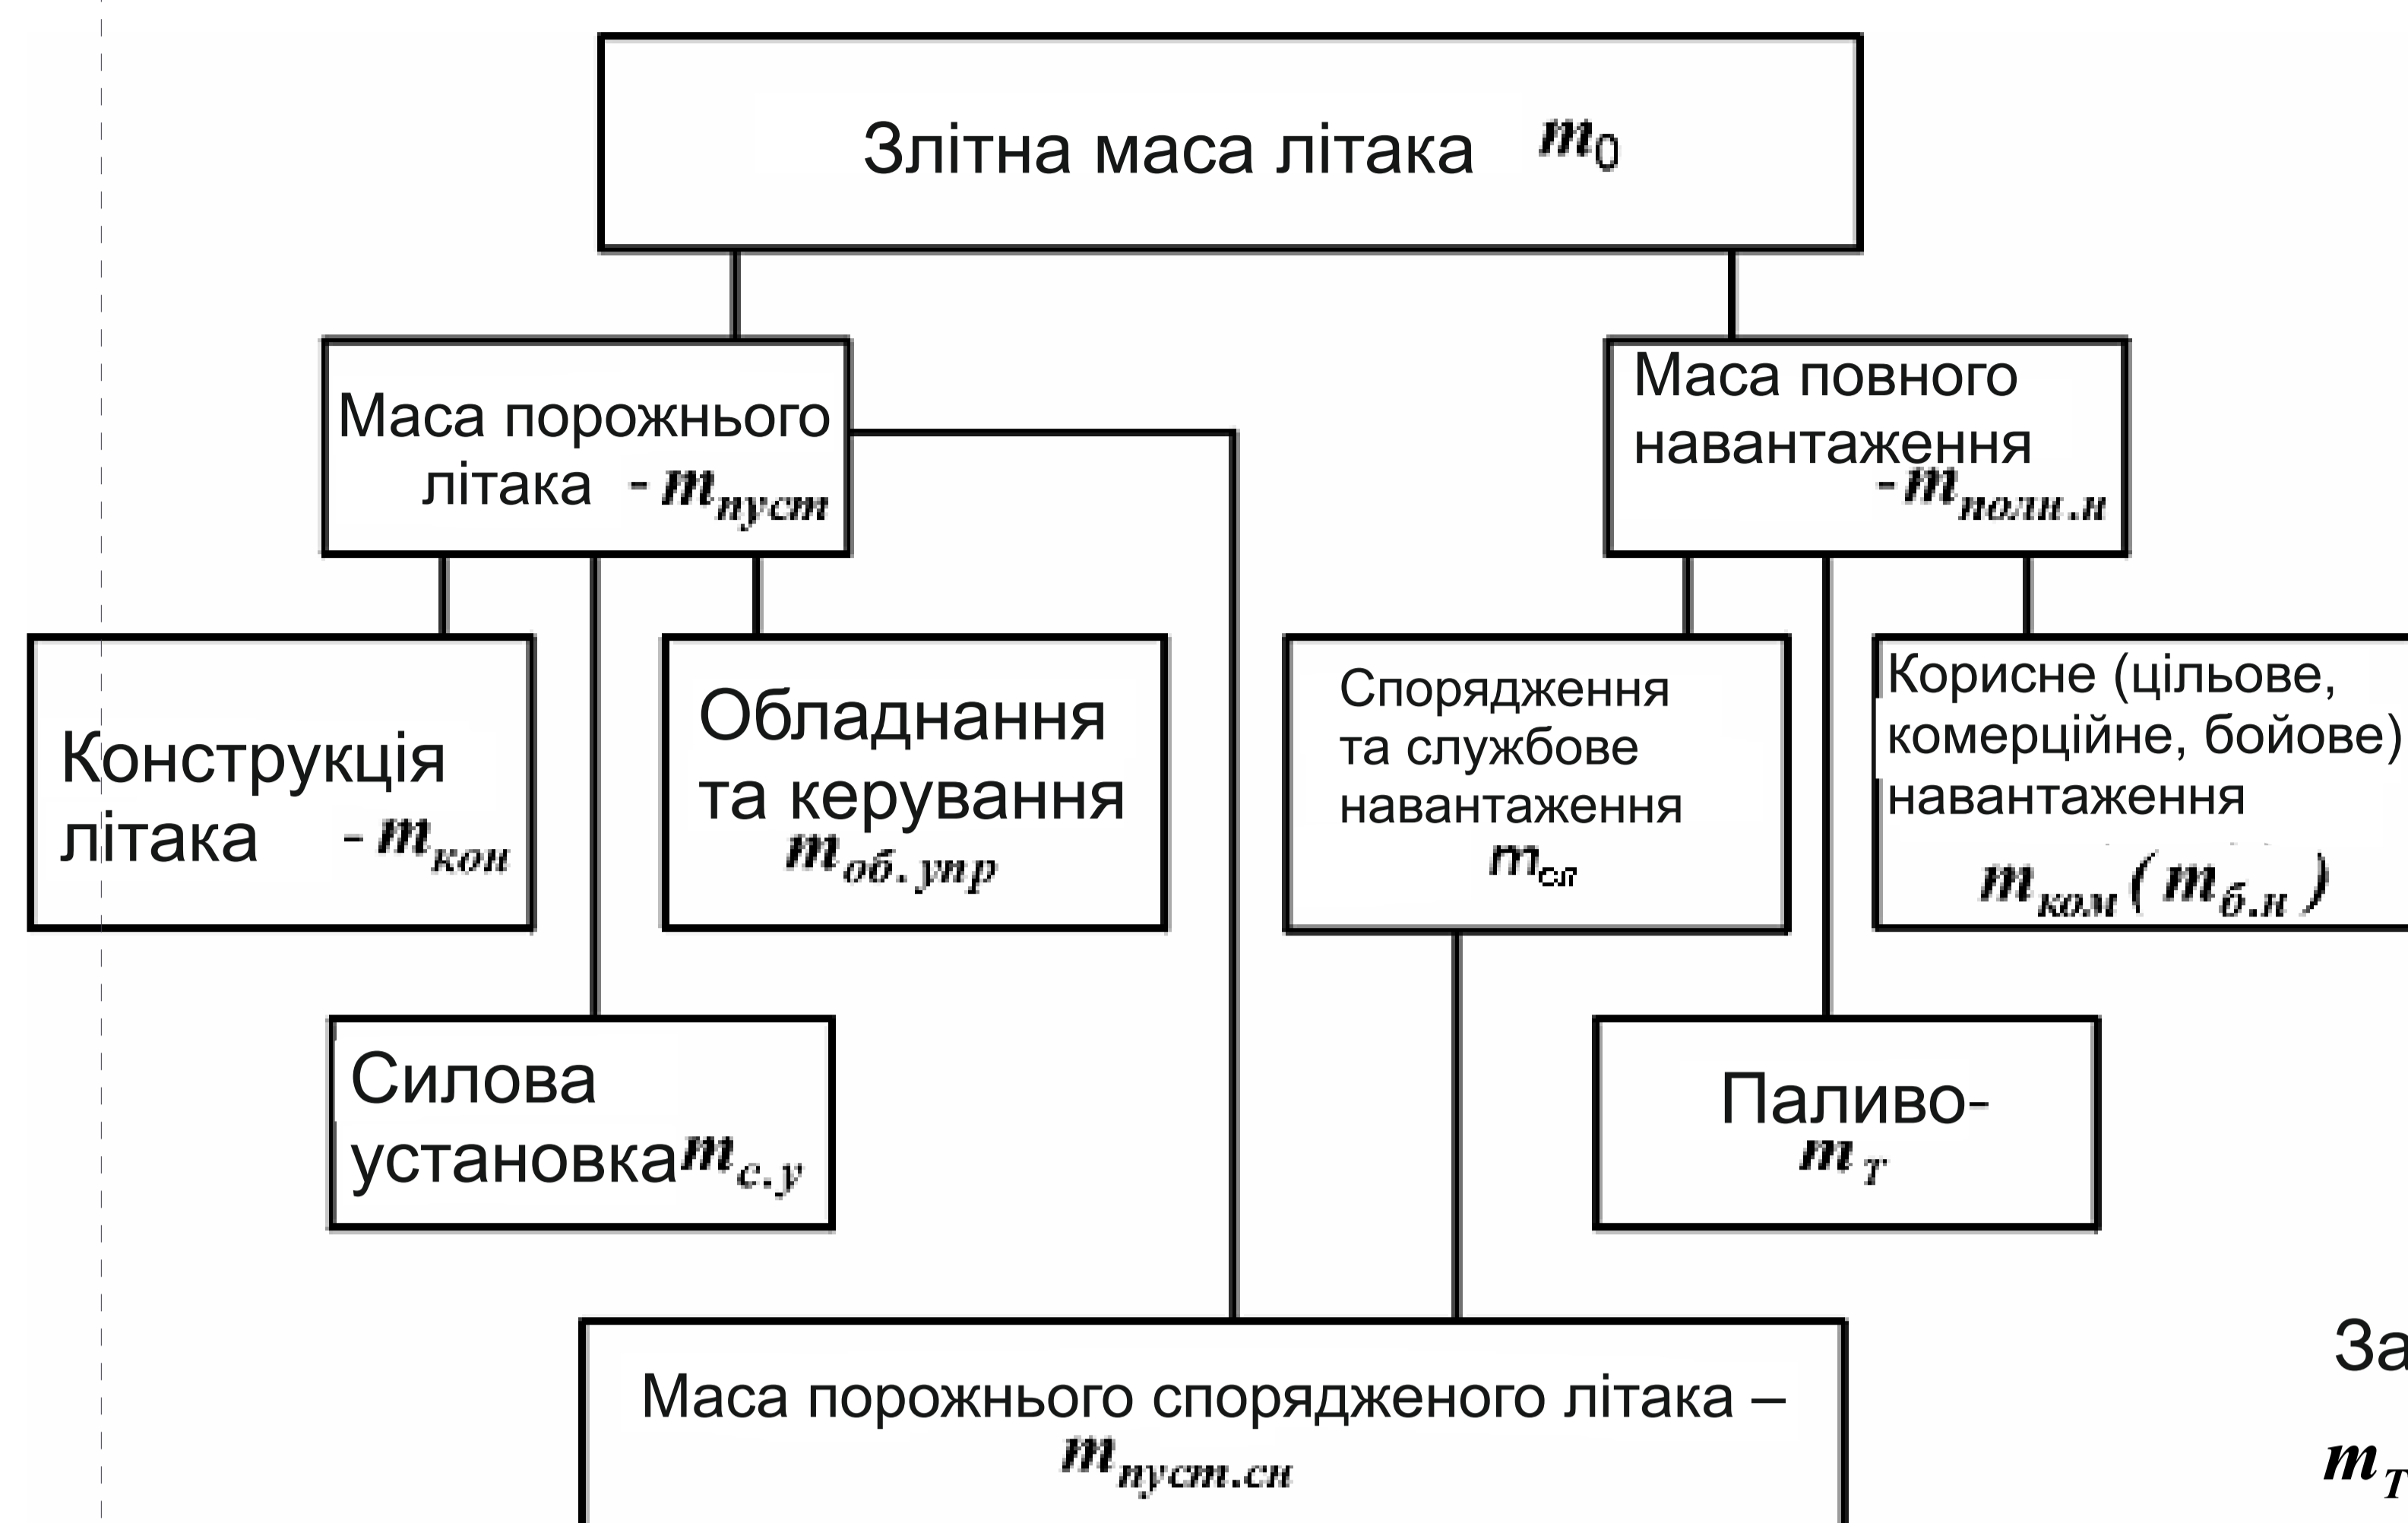 Злітна маса літака m0
Маса порожнього
літака - mпуст
Маса повного
навантаження
- mполн.н
Конструкція
літака - mкон
Обладнання
та керування
mоб.упр
Спорядження
та службове
навантаження
mсл
Корисне (цільове,
комерційне, бойове)
навантаження
mком ( mб.н )
Силова
установка mс.у
Паливо-
mт
Маса порожнього спорядженого літака –
mпуст.сн
За
mТ